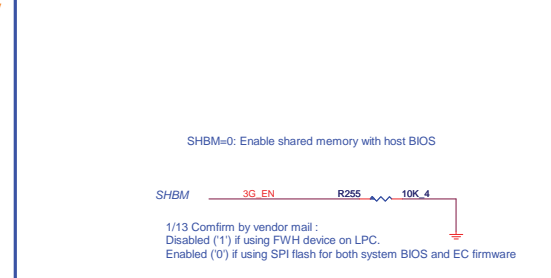 SHBM=0: Enable shared memory with host BIOS
SHBM 3G_EN R255 10K_4
1/13 Comfirm by vendor mail :
Disabled ('1') if using FWH device on LPC.
Enabled ('0') if using SPI flash for both system BIOS and EC firmware